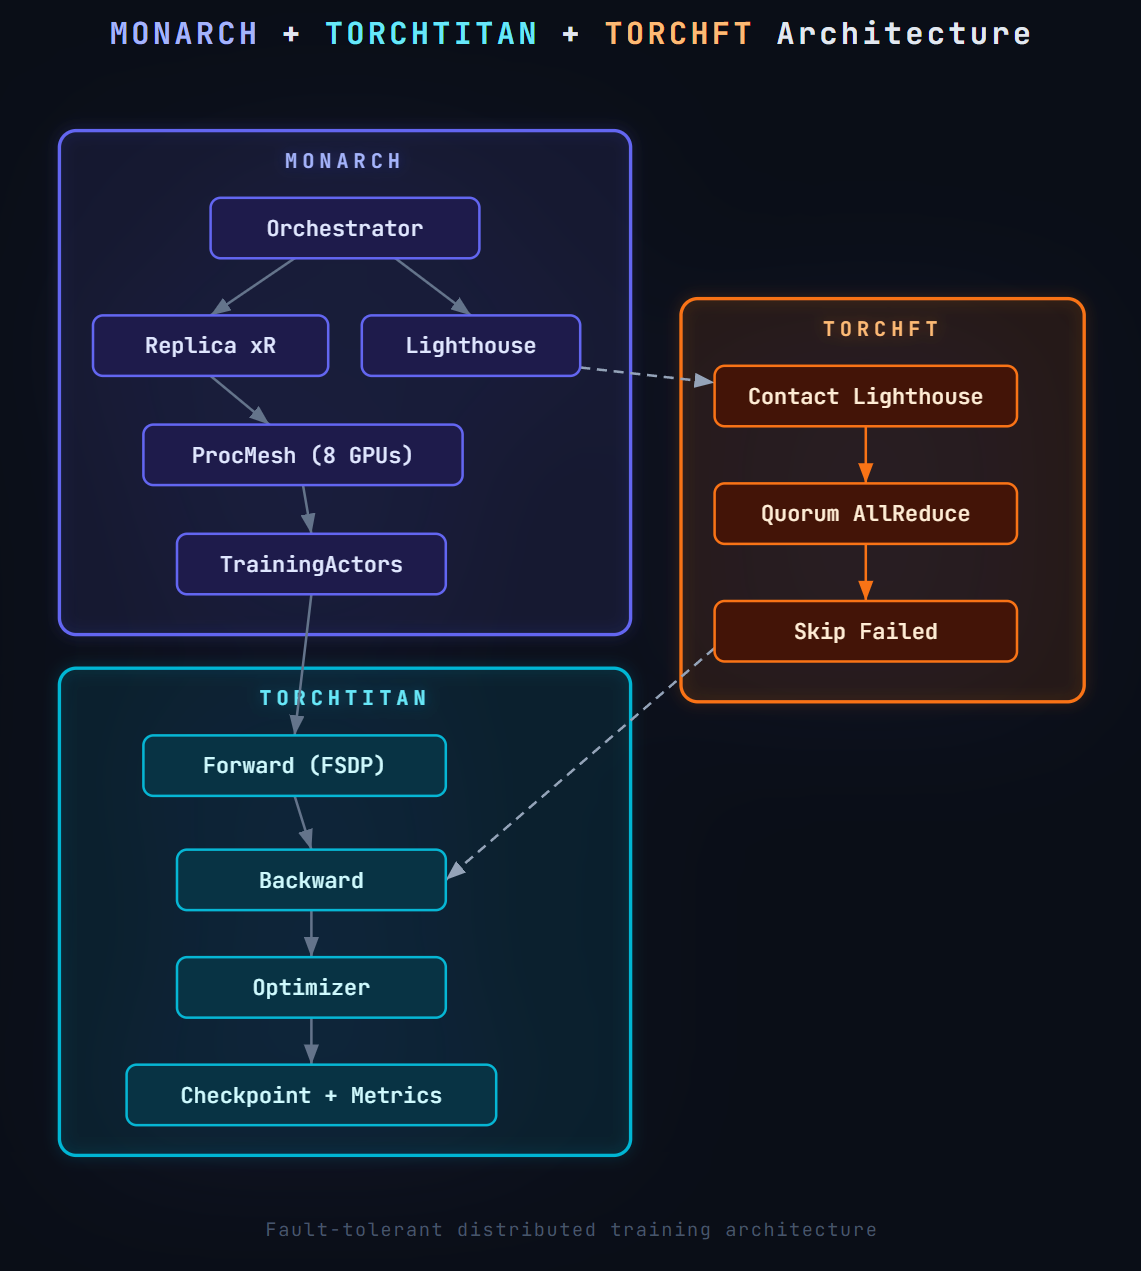 MONARCH + TORCHTITAN + TORCHFT Architecture
MONARCH
Orchestrator
Replica xR
Lighthouse
ProcMesh (8 GPUs)
TrainingActors
TORCHFT
Contact Lighthouse
Quorum AllReduce
Skip Failed
TORCHTITAN
Forward (FSDP)
Backward
Optimizer
Checkpoint + Metrics
Fault-tolerant distributed training architecture